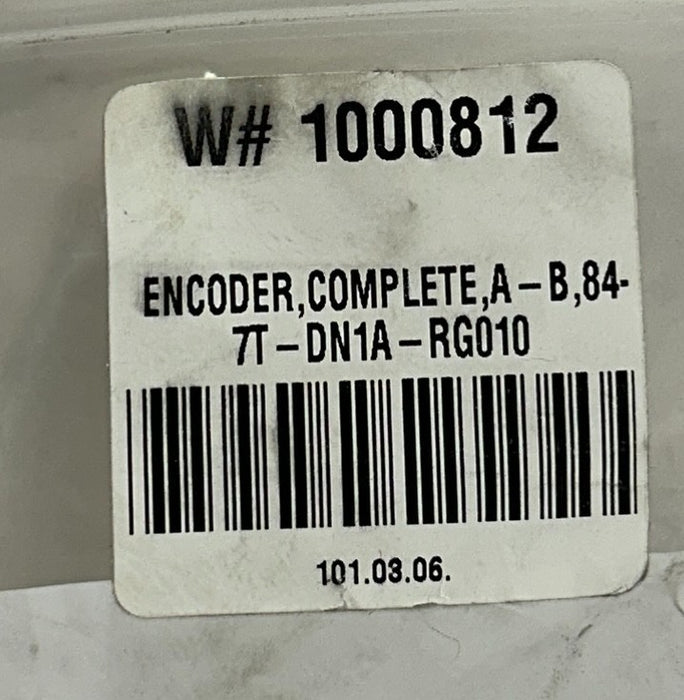 W# 1000812
ENCODER,COMPLETE,A-B,84-
7T-DN1A-RG010
101.03.06.